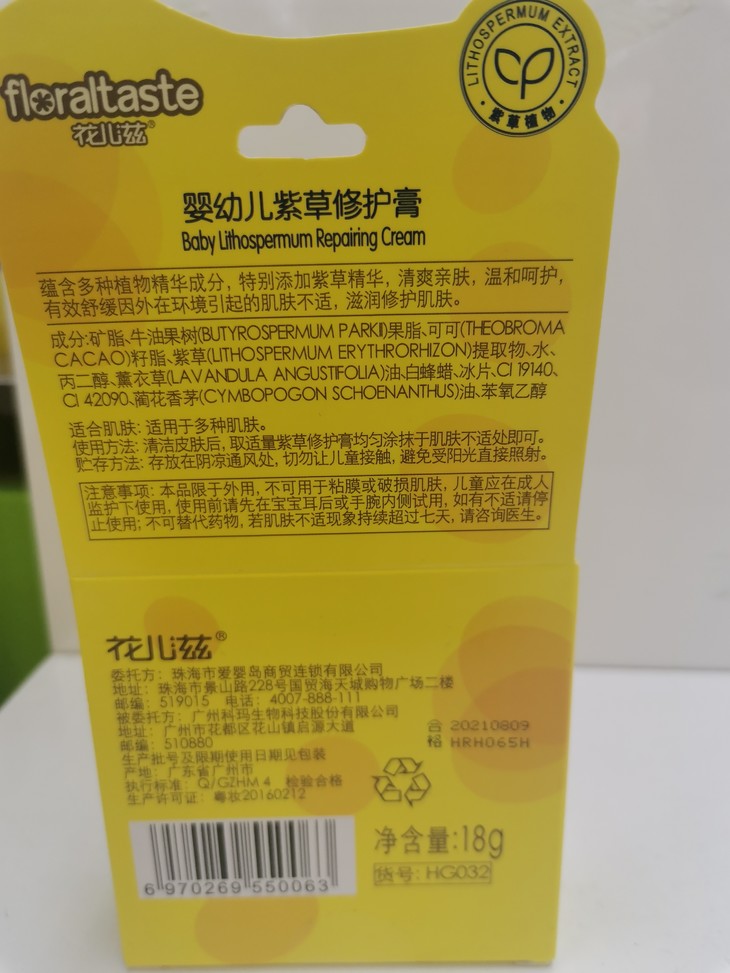 floraltaste
花儿滋®
LITHOSPERMUM EXTRACT
·紫草植物·
婴幼儿紫草修护膏
Baby Lithospermum Repairing Cream
蕴含多种植物精华成分，特别添加紫草精华，清爽亲肤，温和呵护，
有效舒缓因外在环境引起的肌肤不适，滋润修护肌肤。
成分:矿脂、牛油果树(BUTYROSPERMUM PARKII)果脂、可可(THEOBROMA
CACAO)籽脂、紫草(LITHOSPERMUM ERYTHRORHIZON)提取物、水、
丙二醇、薰衣草(LAVANDULA ANGUSTIFOLIA)油、白蜂蜡、冰片、CI 19140、
CI 42090、蔺花香茅(CYMBOPOGON SCHOENANTHUS)油、苯氧乙醇
适合肌肤: 适用于多种肌肤。
使用方法: 清洁皮肤后, 取适量紫草修护膏均匀涂抹于肌肤不适处即可。
贮存方法: 存放在阴凉通风处, 切勿让儿童接触, 避免受阳光直接照射。
注意事项: 本品限于外用, 不可用于粘膜或破损肌肤, 儿童应在成人
监护下使用, 使用前请先在宝宝耳后或手腕内侧试用, 如有不适请停
止使用; 不可替代药物, 若肌肤不适现象持续超过七天, 请咨询医生。
花儿滋®
委托方: 珠海市爱婴岛商贸连锁有限公司
地址: 珠海市景山路228号国贸海天城购物广场二楼
邮编: 519015 电话: 4007-888-111
被委托方: 广州科玛生物科技股份有限公司
地址: 广州市花都区花山镇启源大道
邮编: 510880
生产批号及限期使用日期见包装
产地: 广东省广州市
执行标准: Q/GZHM 4 检验合格
生产许可证: 粤妆20160212
合 20210809
格 HRH065H
净含量:18g
货号: HG032
6 970269 550063